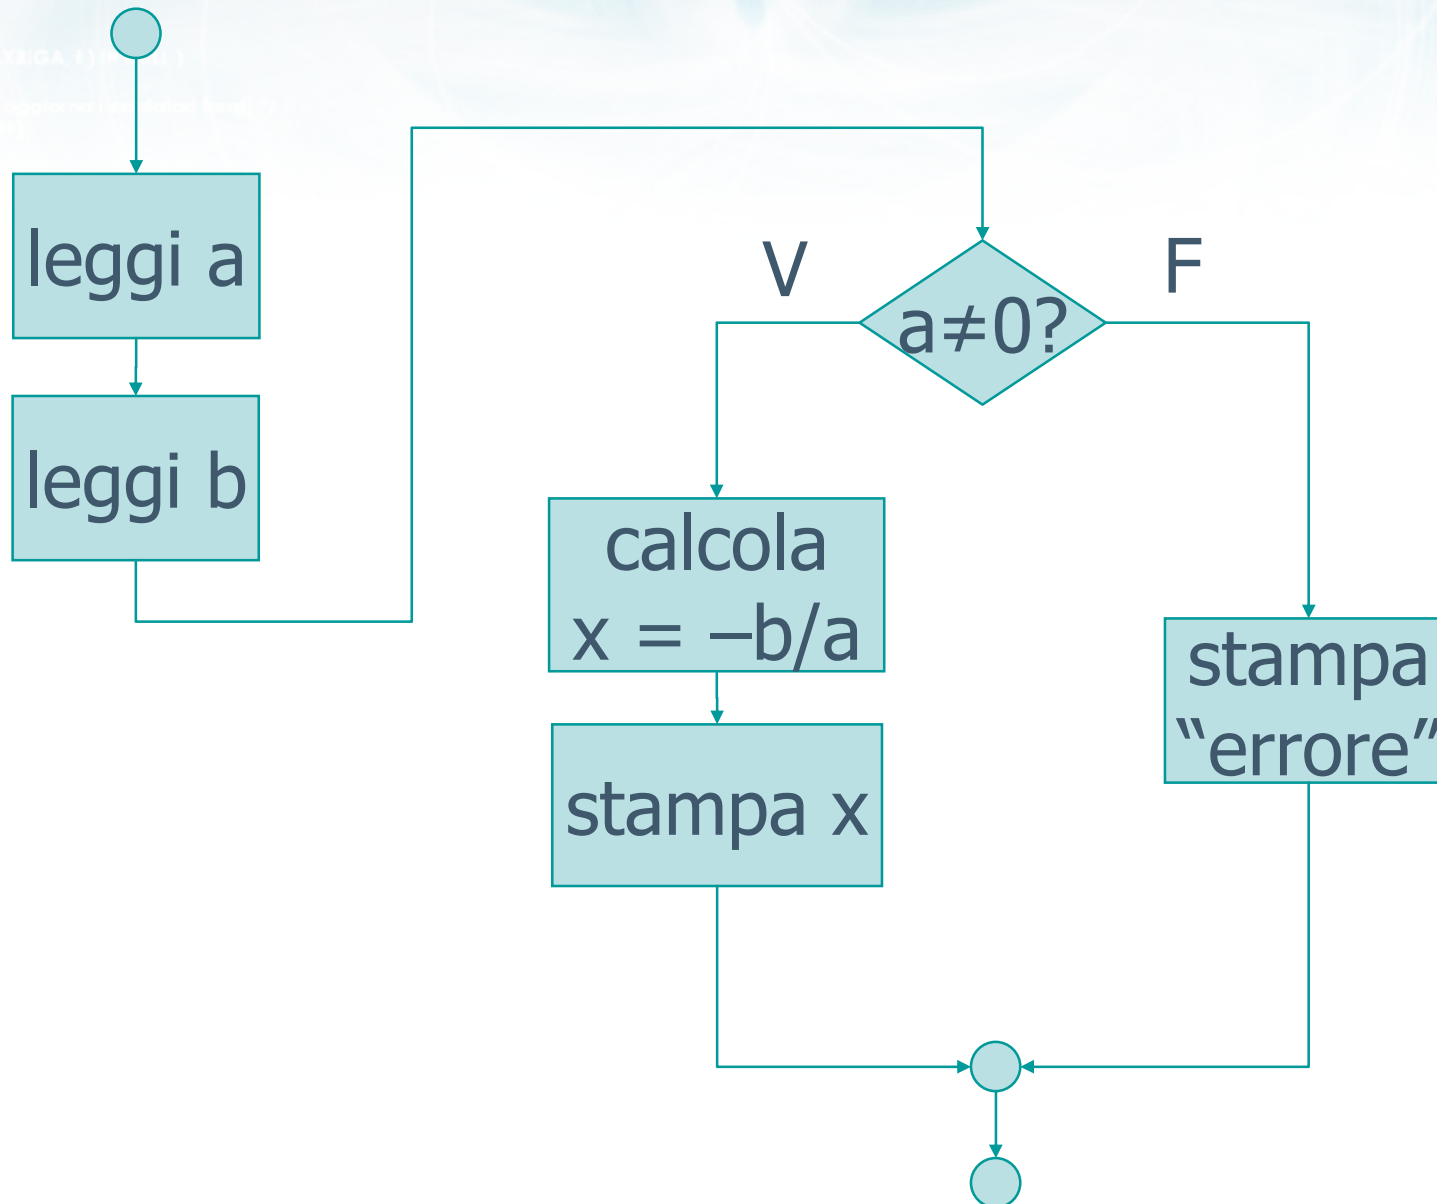 leggi a
leggi b
V
F
a≠0?
calcola
x = –b/a
stampa x
stampa
“errore”